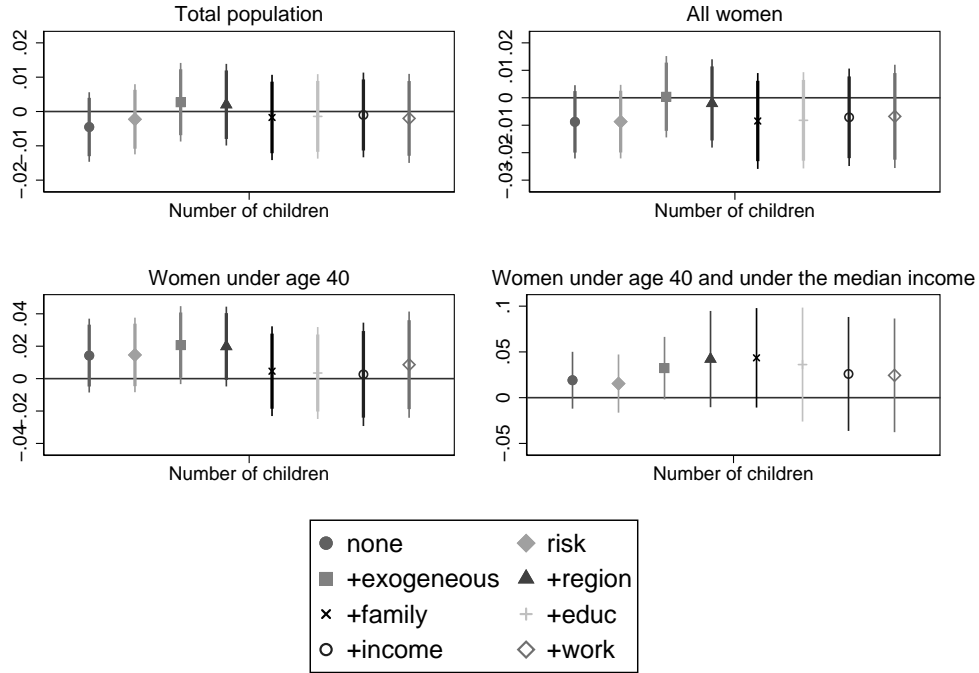 Total population
.02
.01
0
-.01
-.02
Number of children
All women
.02
.01
0
-.01
-.02
-.03
Number of children
Women under age 40
.04
.02
0
-.02
-.04
Number of children
Women under age 40 and under the median income
.1
.05
0
-.05
Number of children
none risk
+exogeneous +region
+family +educ
+income +work